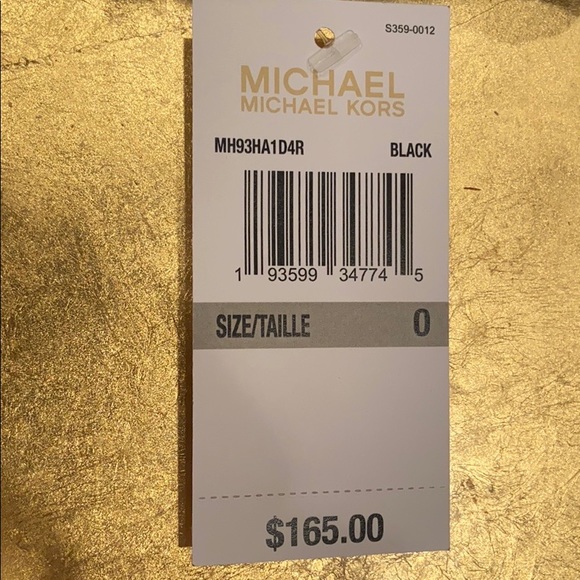 S359-0012
MICHAEL
MICHAEL KORS
MH93HA1D4R BLACK
1 93599 34774 5
SIZE/TAILLE 0
$165.00